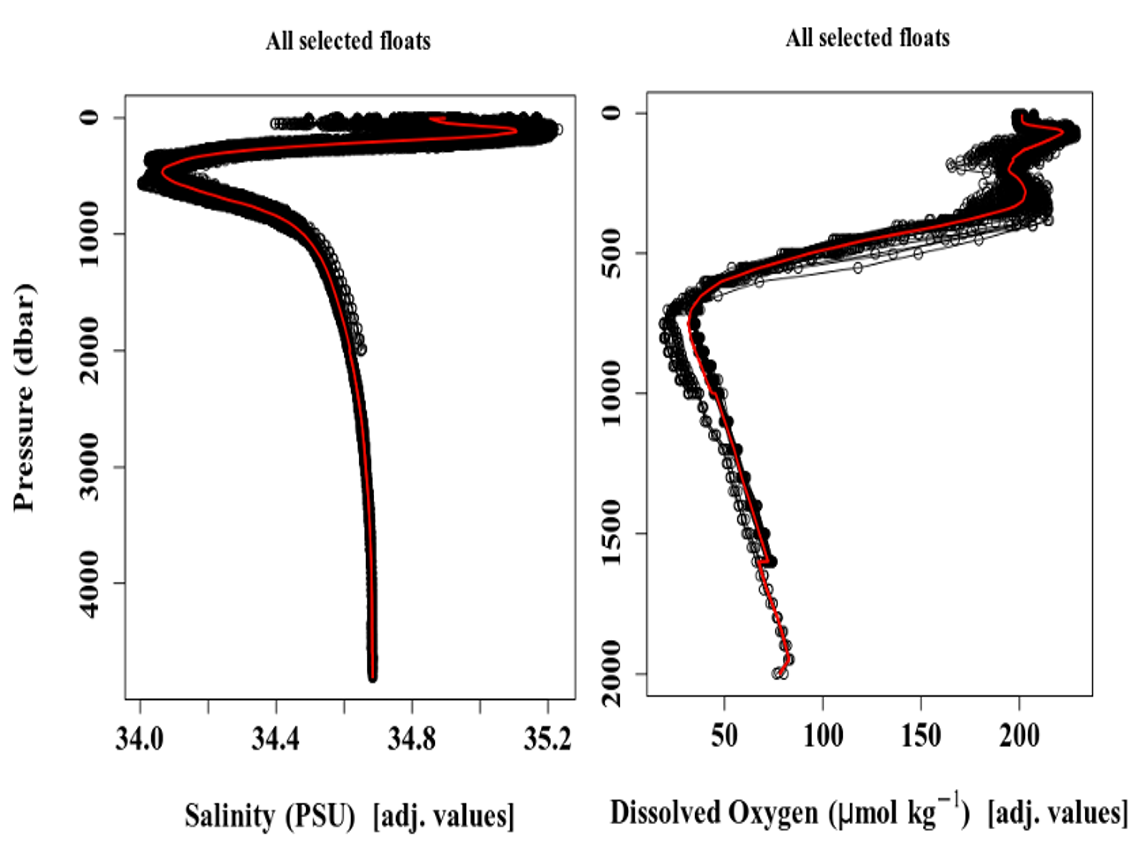 All selected floats
All selected floats
Pressure (dbar)
0
1000
2000
3000
4000
34.0 34.4 34.8 35.2
Salinity (PSU) [adj. values]
0
500
1000
1500
2000
50 100 150 200
Dissolved Oxygen (μmol kg⁻¹) [adj. values]